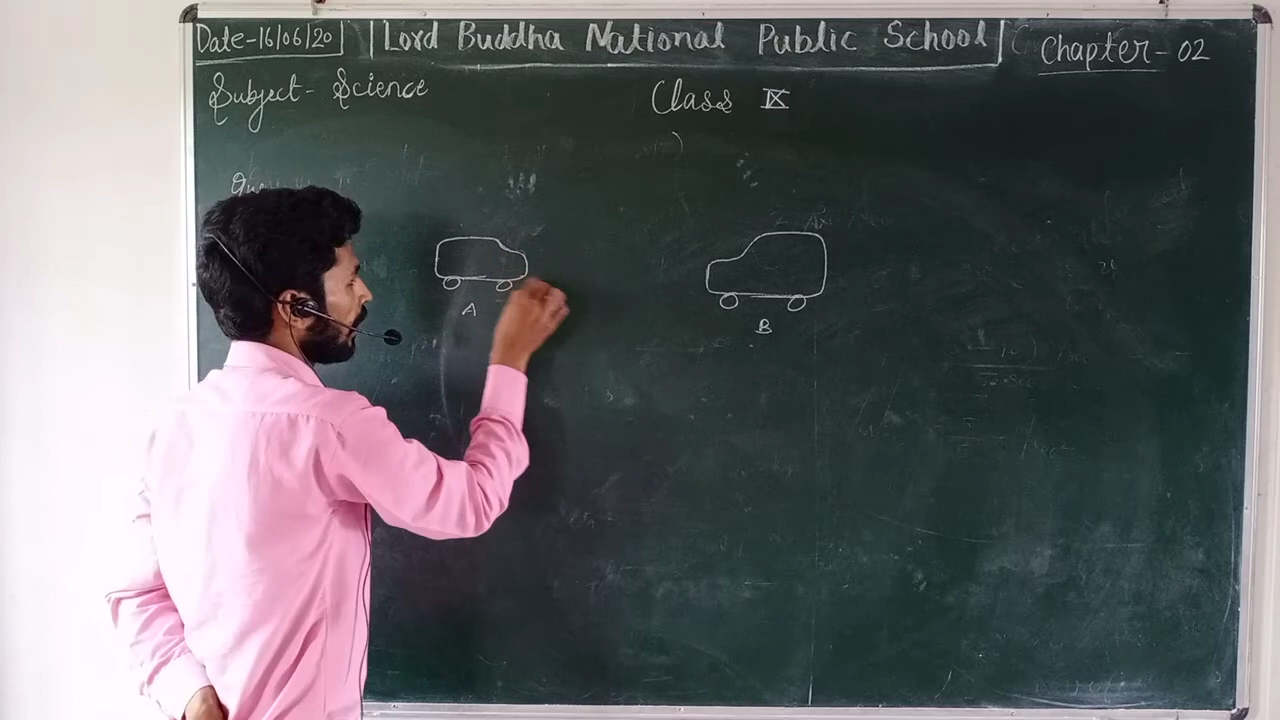 Date-16/06/20
Lord Buddha National Public School
Chapter-02
Subject- Science
Class IX
A
B